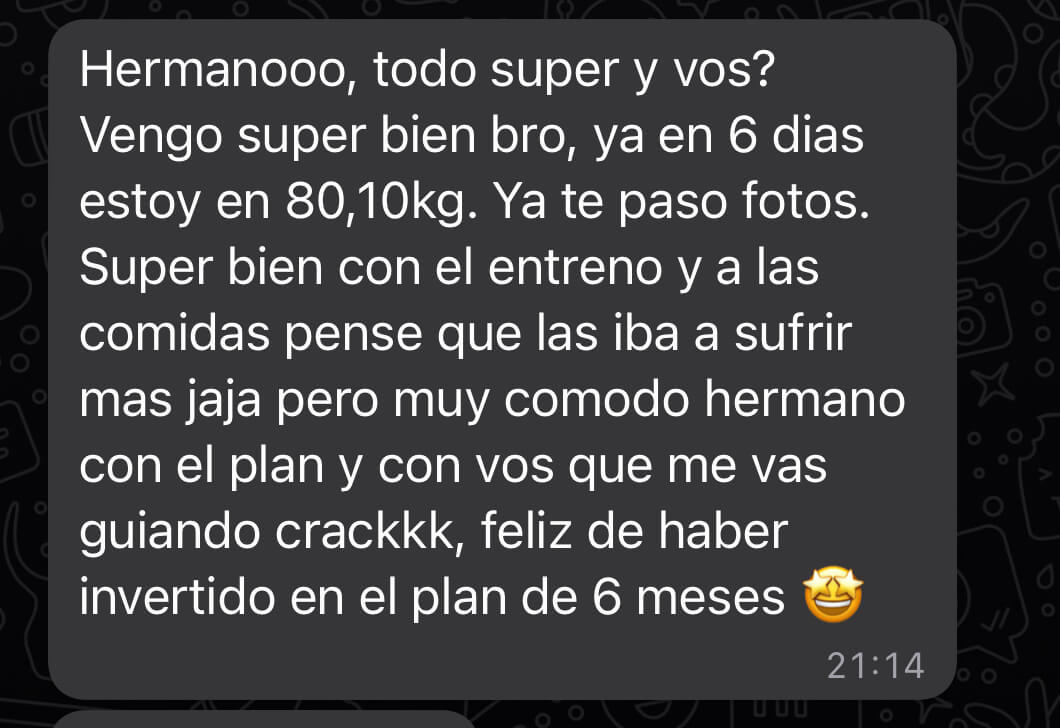 Hermanooo, todo super y vos?
Vengo super bien bro, ya en 6 dias
estoy en 80,10kg. Ya te paso fotos.
Super bien con el entreno y a las
comidas pense que las iba a sufrir
mas jaja pero muy comodo hermano
con el plan y con vos que me vas
guiando crackkk, feliz de haber
invertido en el plan de 6 meses 🤩
21:14